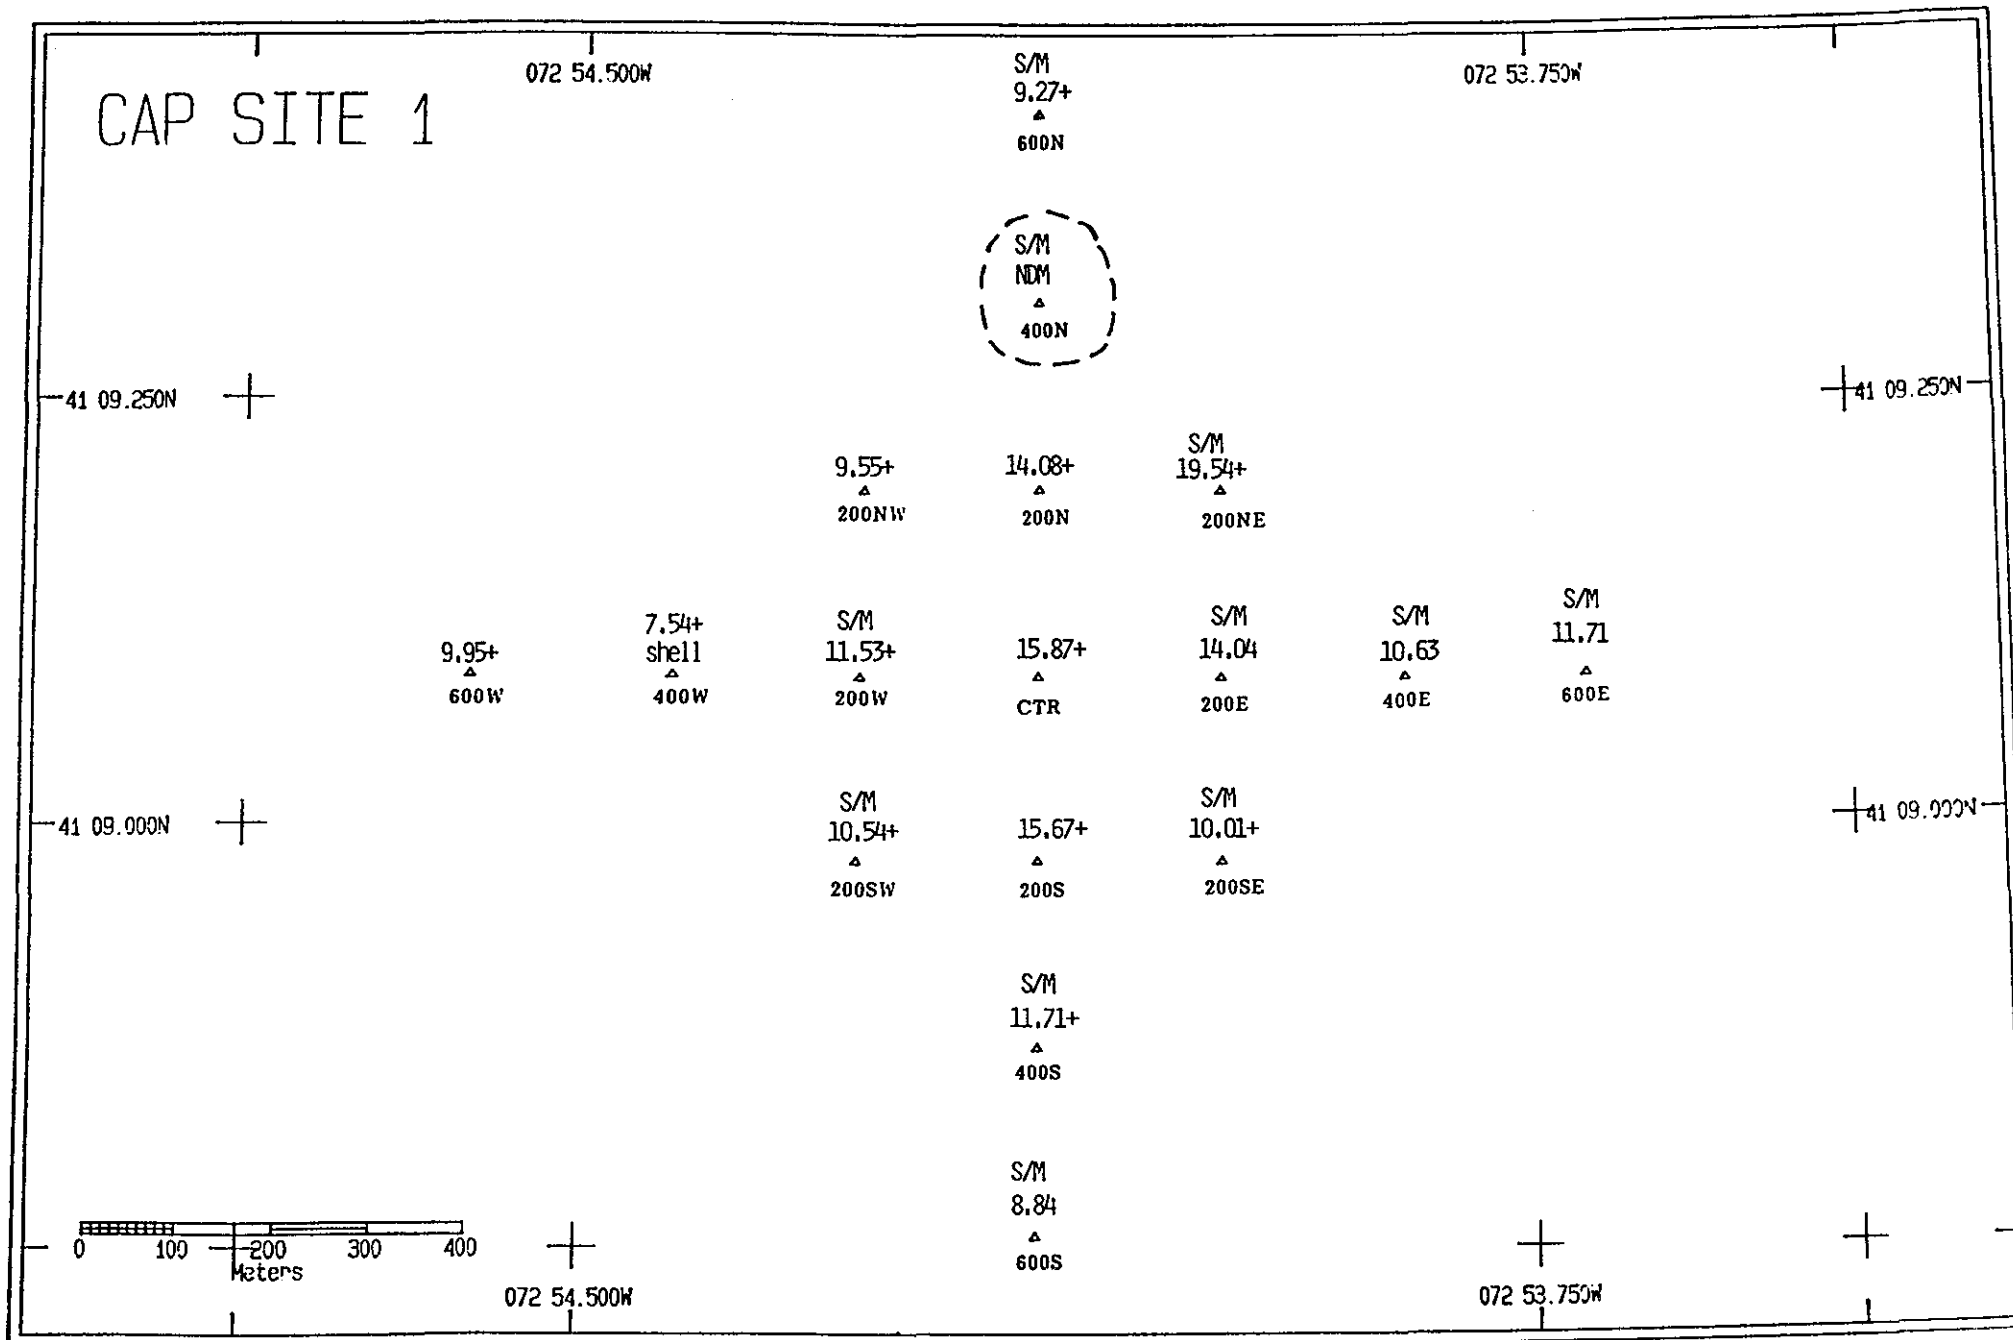 072 54.500W
072 53.750W
CAP SITE 1
S/M
9.27+
600N
S/M
NDM
400N
41 09.250N
41 09.250N
9.55+
200NW
14.08+
200N
S/M
19.54+
200NE
9.95+
600W
7.54+
shell
400W
S/M
11.53+
200W
15.87+
CTR
S/M
14.04
200E
S/M
10.63
400E
S/M
11.71
600E
41 09.000N
41 09.000N
S/M
10.54+
200SW
15.67+
200S
S/M
10.01+
200SE
S/M
11.71+
400S
S/M
8.84
600S
0 100 200 300 400
Meters
072 54.500W
072 53.750W